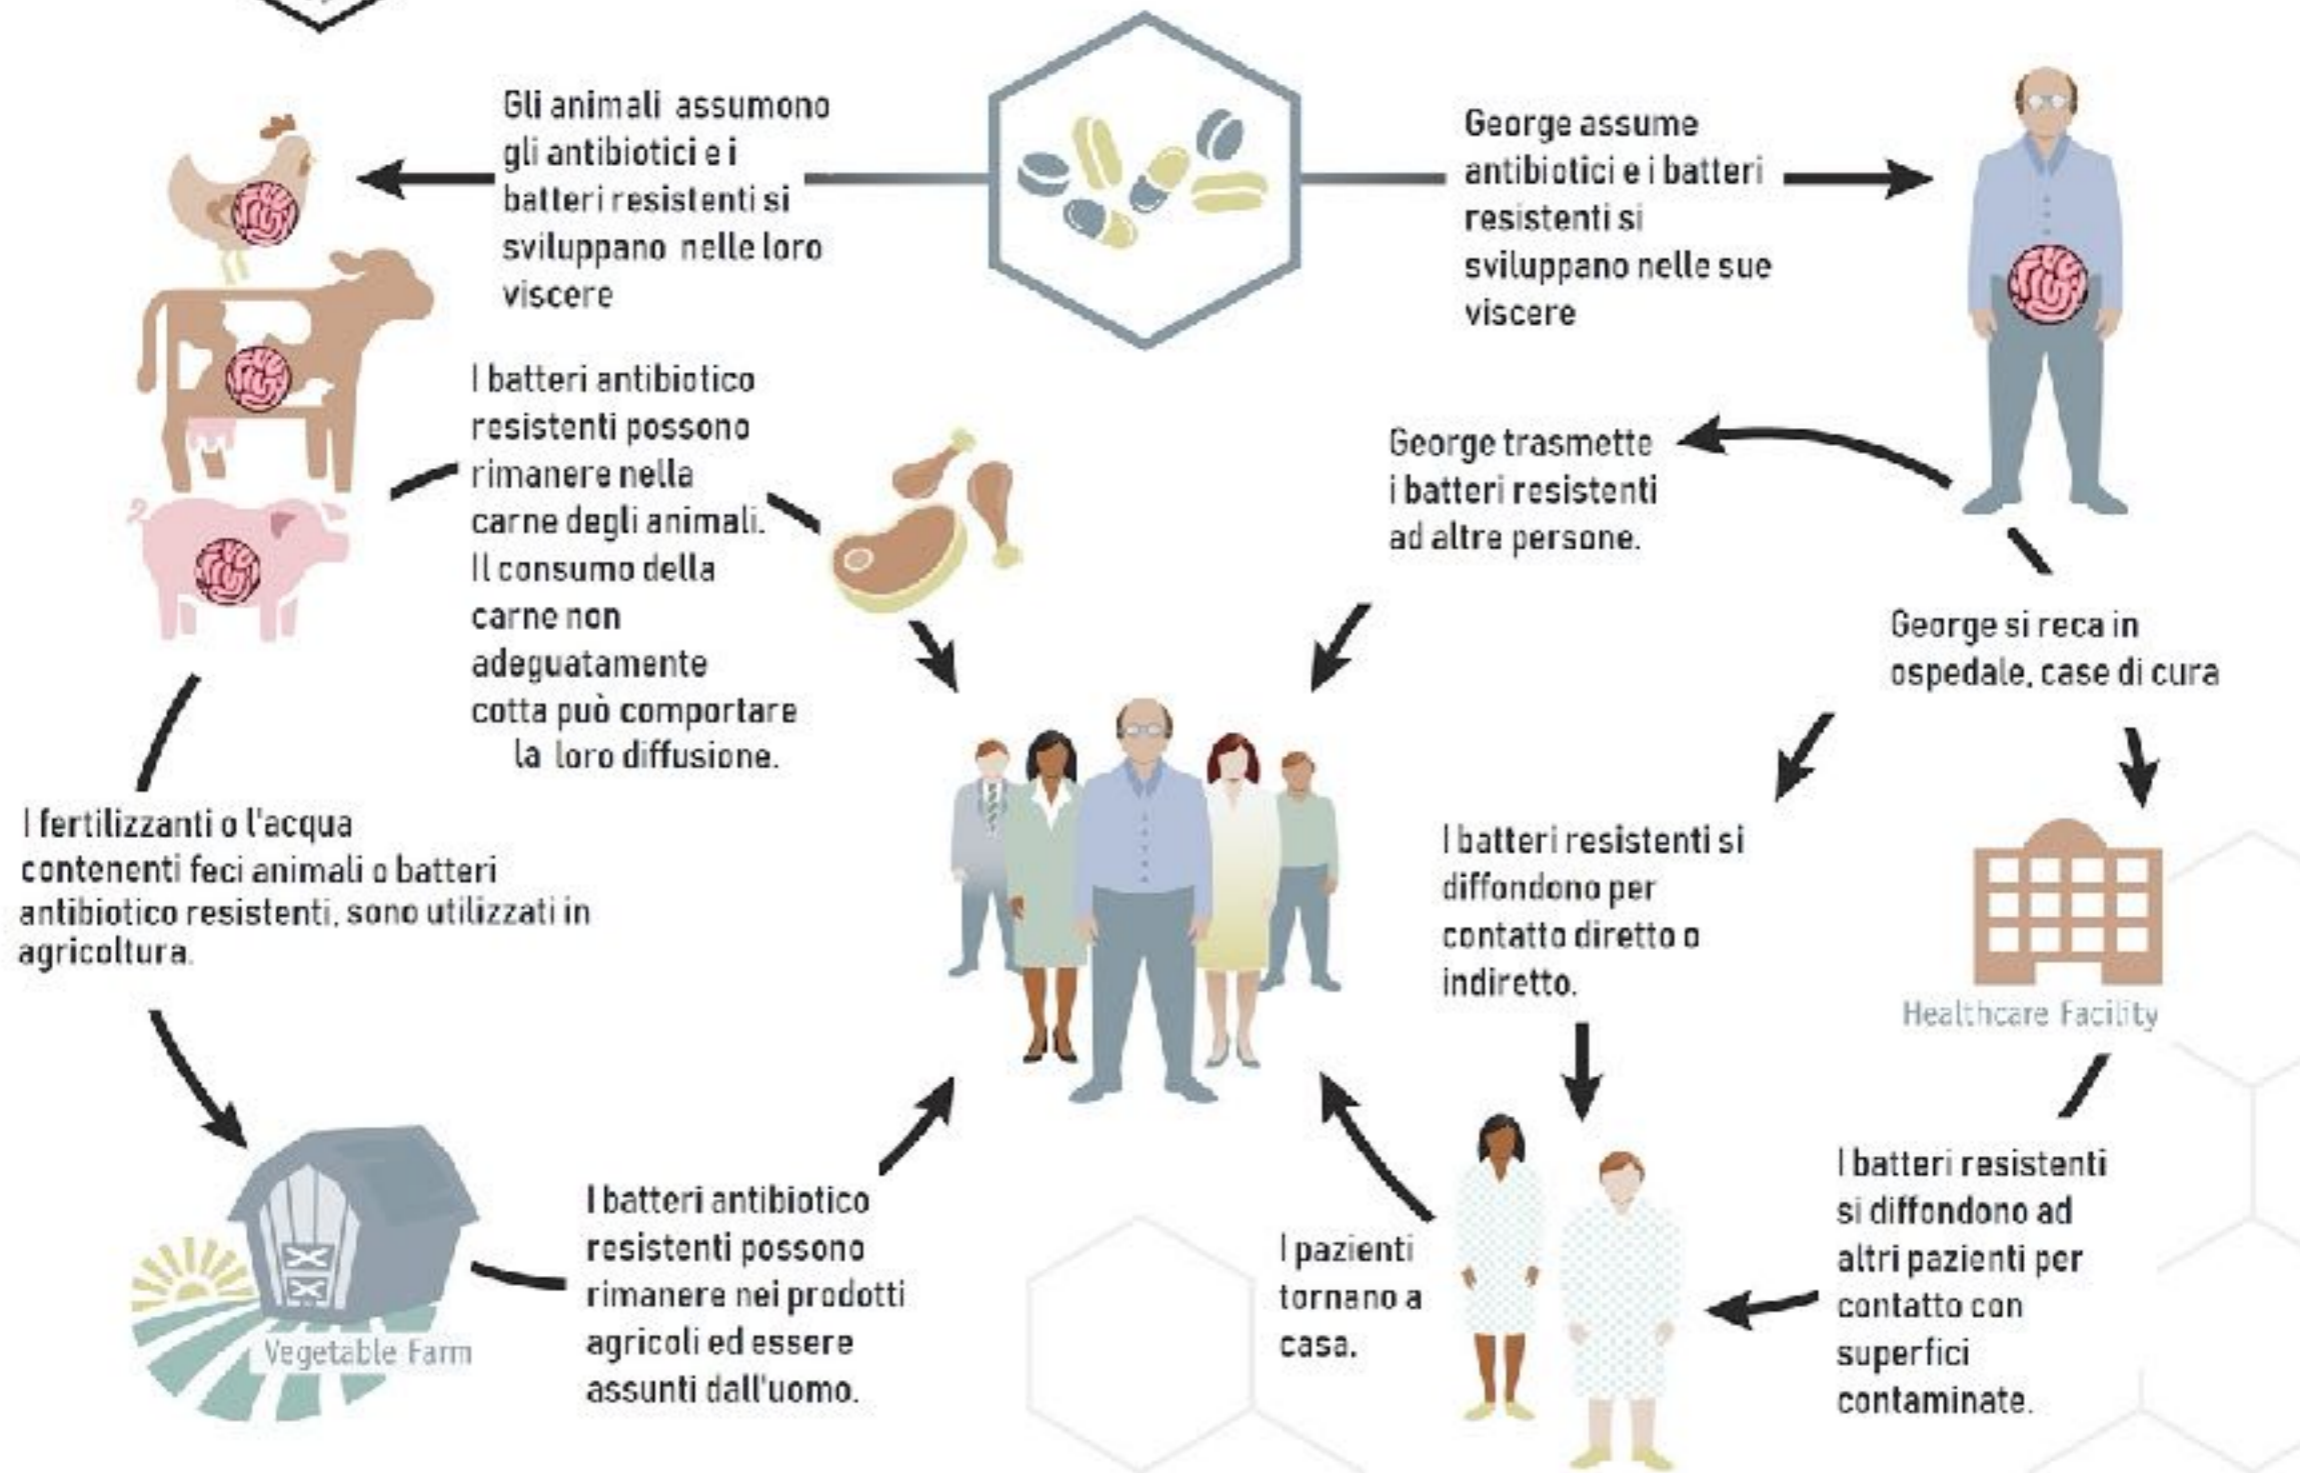 Gli animali assumono
gli antibiotici e i
batteri resistenti si
sviluppano nelle loro
viscere
George assume
antibiotici e i batteri
resistenti si
sviluppano nelle sue
viscere
I batteri antibiotico
resistenti possono
rimanere nella
carne degli animali.
Il consumo della
carne non
adeguatamente
cotta può comportare
la loro diffusione.
George trasmette
i batteri resistenti
ad altre persone.
George si reca in
ospedale, case di cura
I fertilizzanti o l'acqua
contenenti feci animali o batteri
antibiotico resistenti, sono utilizzati in
agricoltura.
I batteri resistenti si
diffondono per
contatto diretto o
indiretto.
Healthcare Facility
Vegetable Farm
I batteri antibiotico
resistenti possono
rimanere nei prodotti
agricoli ed essere
assunti dall'uomo.
I pazienti
tornano a
casa.
I batteri resistenti
si diffondono ad
altri pazienti per
contatto con
superfici
contaminate.